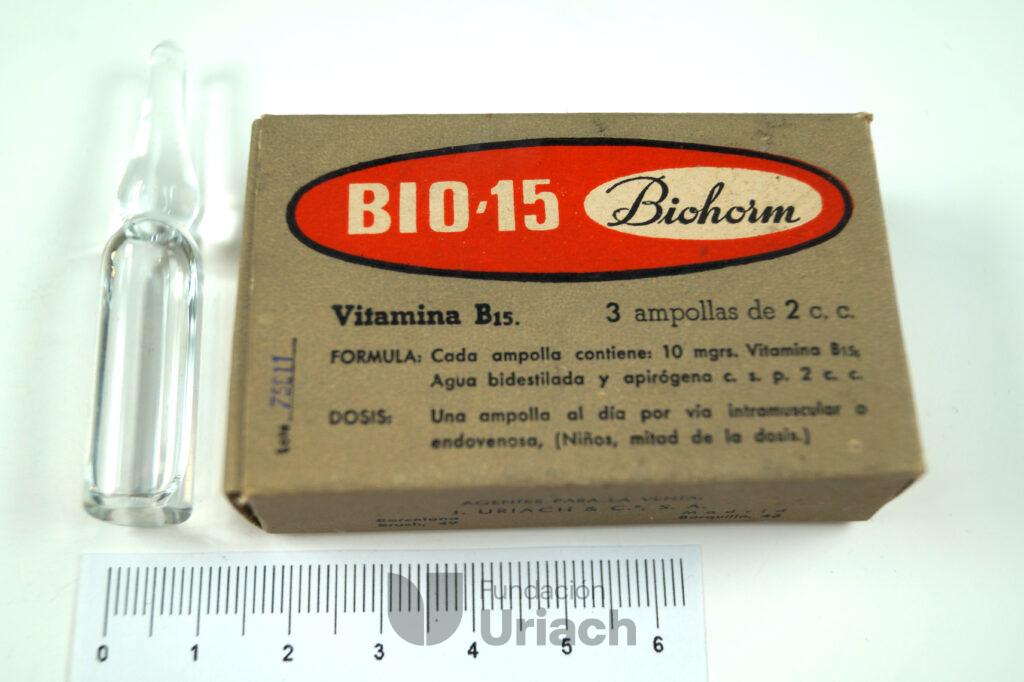 BIO-15 Biohorm
Vitamina B15. 3 ampollas de 2 c. c.
FORMULA: Cada ampolla contiene: 10 mgrs. Vitamina B15;
Agua bidestilada y apirógena c. s. p. 2 c. c.
DOSIS: Una ampolla al día por vía intramuscular o
endovenosa, (Niños, mitad de la dosis.)
Lote
AGENTES PARA LA VENTA:
J. URIACH & C.ª, S. A.
Barcelona Madrid
Bruch, 49 Barquillo, 43
0 1 2 3 4 5 6
Fundación
Uriach